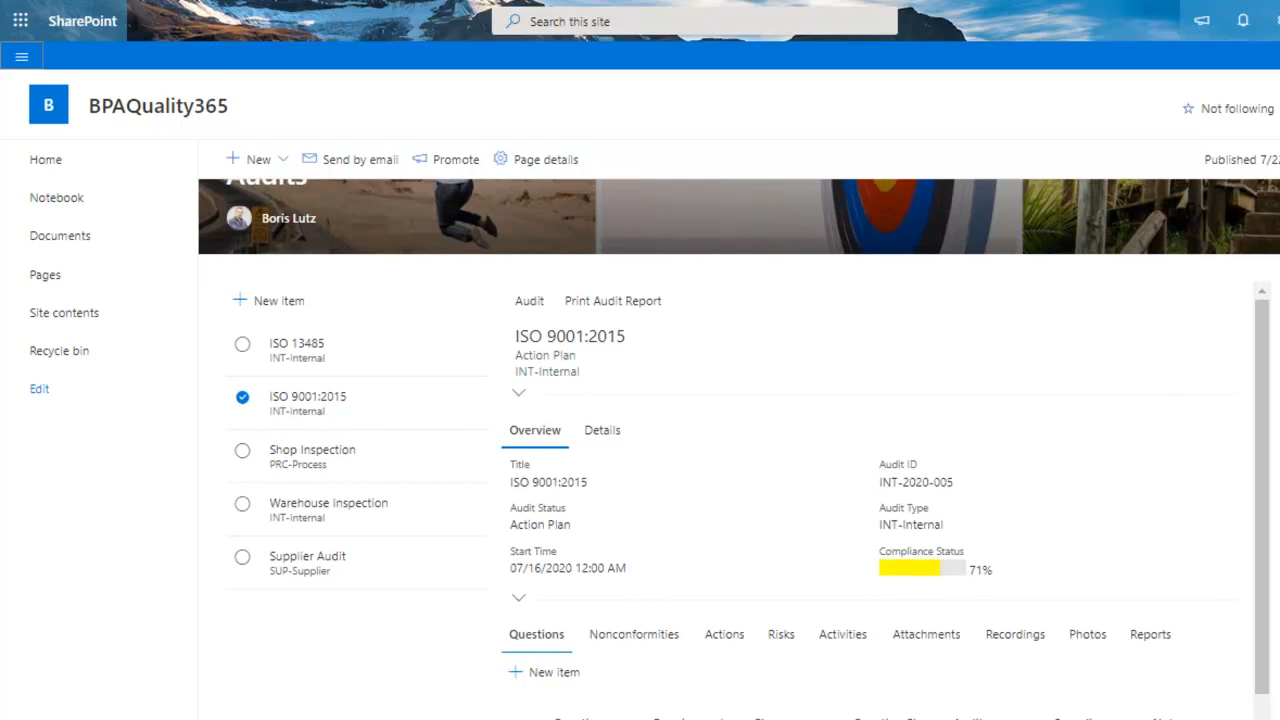 SharePoint
Search this site
B
BPAQuality365
Not following
Home
Notebook
Documents
Pages
Site contents
Recycle bin
Edit
New
Send by email
Promote
Page details
Published 7/22
Audits
Boris Lutz
New item
ISO 13485
INT-Internal
ISO 9001:2015
INT-Internal
Shop Inspection
PRC-Process
Warehouse Inspection
INT-Internal
Supplier Audit
SUP-Supplier
Audit Print Audit Report
ISO 9001:2015
Action Plan
INT-Internal
Overview Details
Title Audit ID
ISO 9001:2015 INT-2020-005
Audit Status Audit Type
Action Plan INT-Internal
Start Time Compliance Status
07/16/2020 12:00 AM 71%
Questions Nonconformities Actions Risks Activities Attachments Recordings Photos Reports
New item